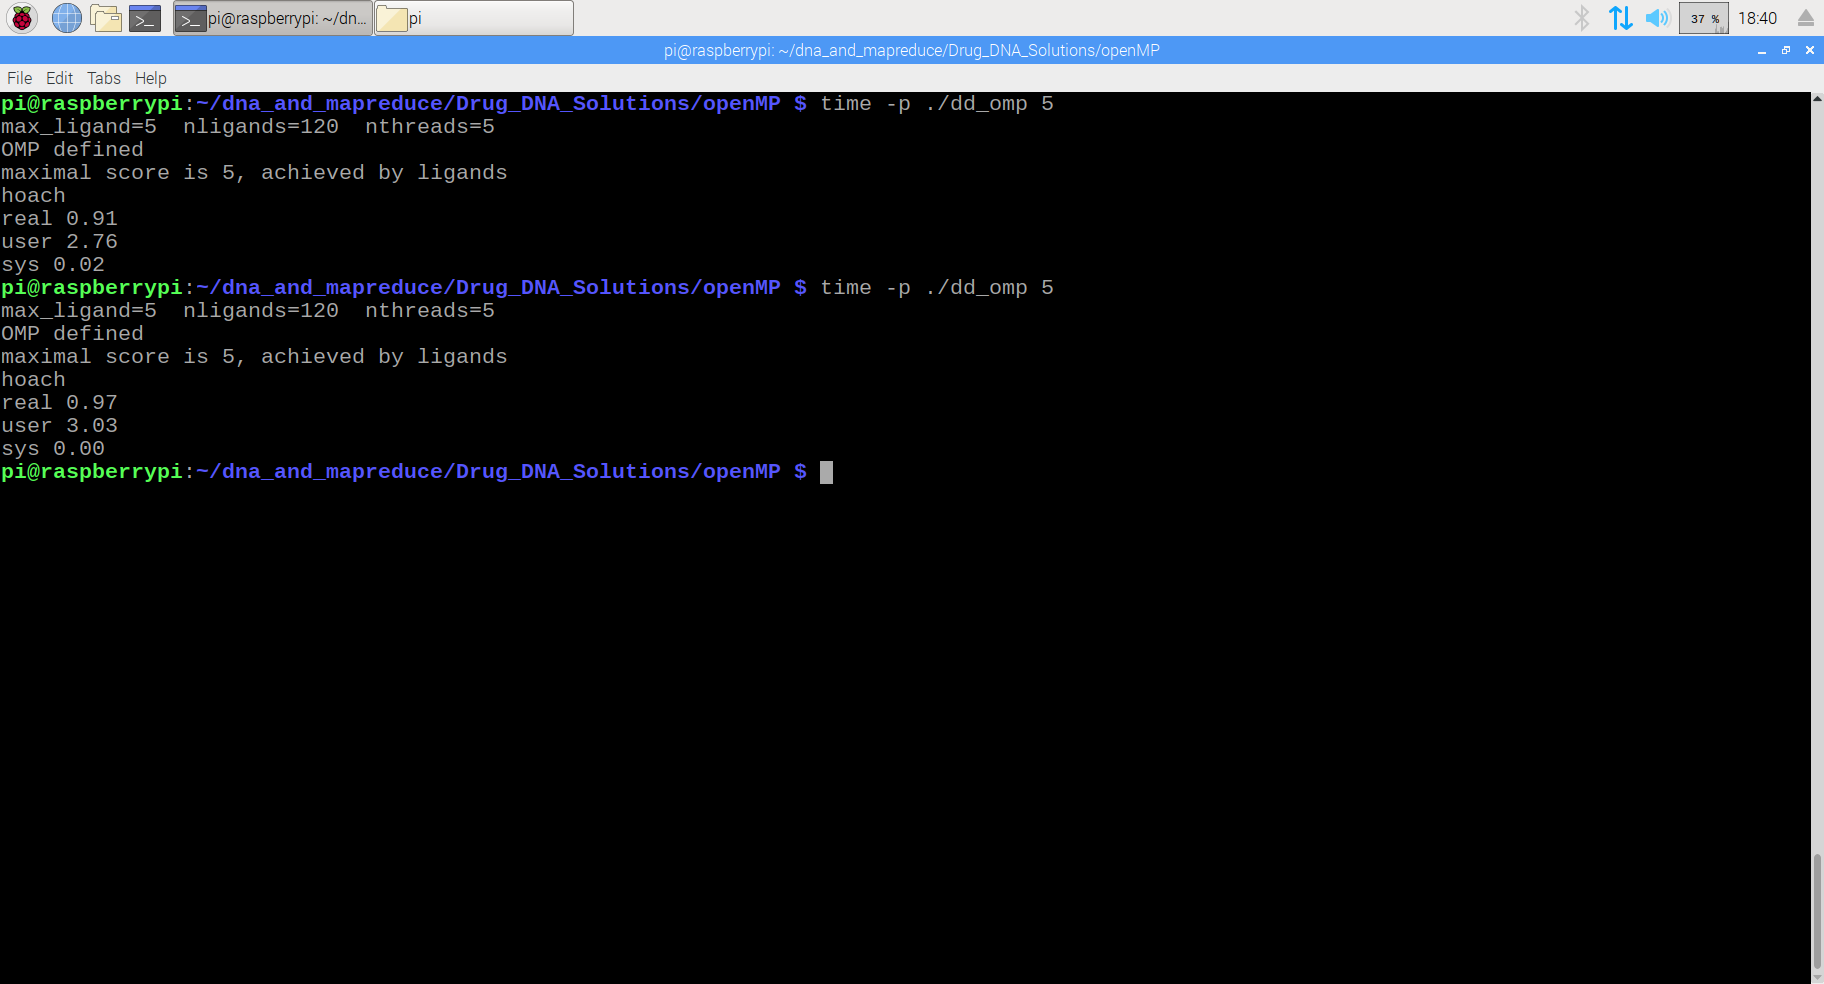 pi@raspberrypi: ~/dn...
pi
37 %
18:40
pi@raspberrypi: ~/dna_and_mapreduce/Drug_DNA_Solutions/openMP
File Edit Tabs Help
pi@raspberrypi:~/dna_and_mapreduce/Drug_DNA_Solutions/openMP $ time -p ./dd_omp 5
max_ligand=5  nligands=120  nthreads=5
OMP defined
maximal score is 5, achieved by ligands
hoach
real 0.91
user 2.76
sys 0.02
pi@raspberrypi:~/dna_and_mapreduce/Drug_DNA_Solutions/openMP $ time -p ./dd_omp 5
max_ligand=5  nligands=120  nthreads=5
OMP defined
maximal score is 5, achieved by ligands
hoach
real 0.97
user 3.03
sys 0.00
pi@raspberrypi:~/dna_and_mapreduce/Drug_DNA_Solutions/openMP $